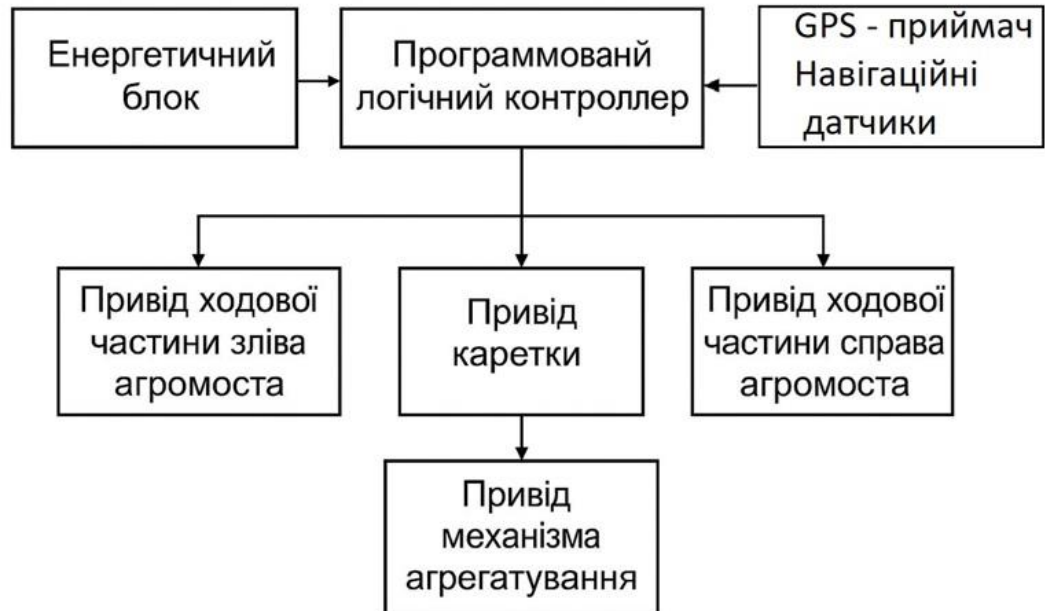 Енергетичний
блок
Программованй
логічний контроллер
GPS - приймач
Навігаційні
датчики
Привід ходової
частини зліва
агромоста
Привід
каретки
Привід ходової
частини справа
агромоста
Привід
механізма
агрегатування